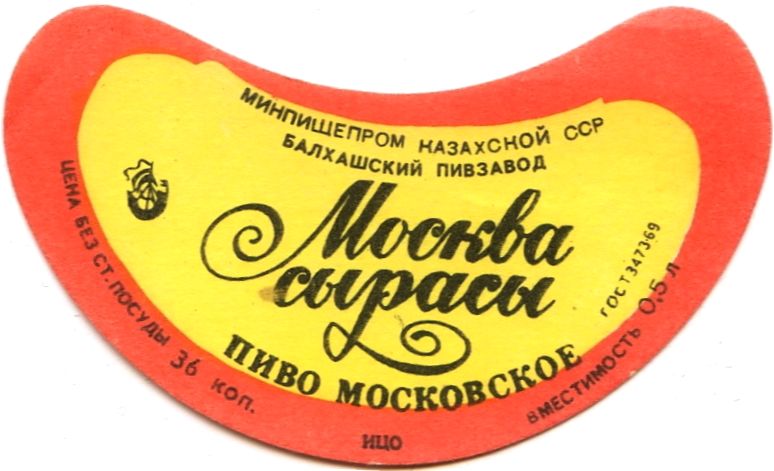 МИНПИЩЕПРОМ КАЗАХСКОЙ ССР
БАЛХАШСКИЙ ПИВЗАВОД
Москва
сырасы
ПИВО МОСКОВСКОЕ
ЦЕНА БЕЗ СТ. ПОСУДЫ 36 КОП.
ИЦО
ВМЕСТИМОСТЬ 0,5 Л
ГОСТ 3473-69